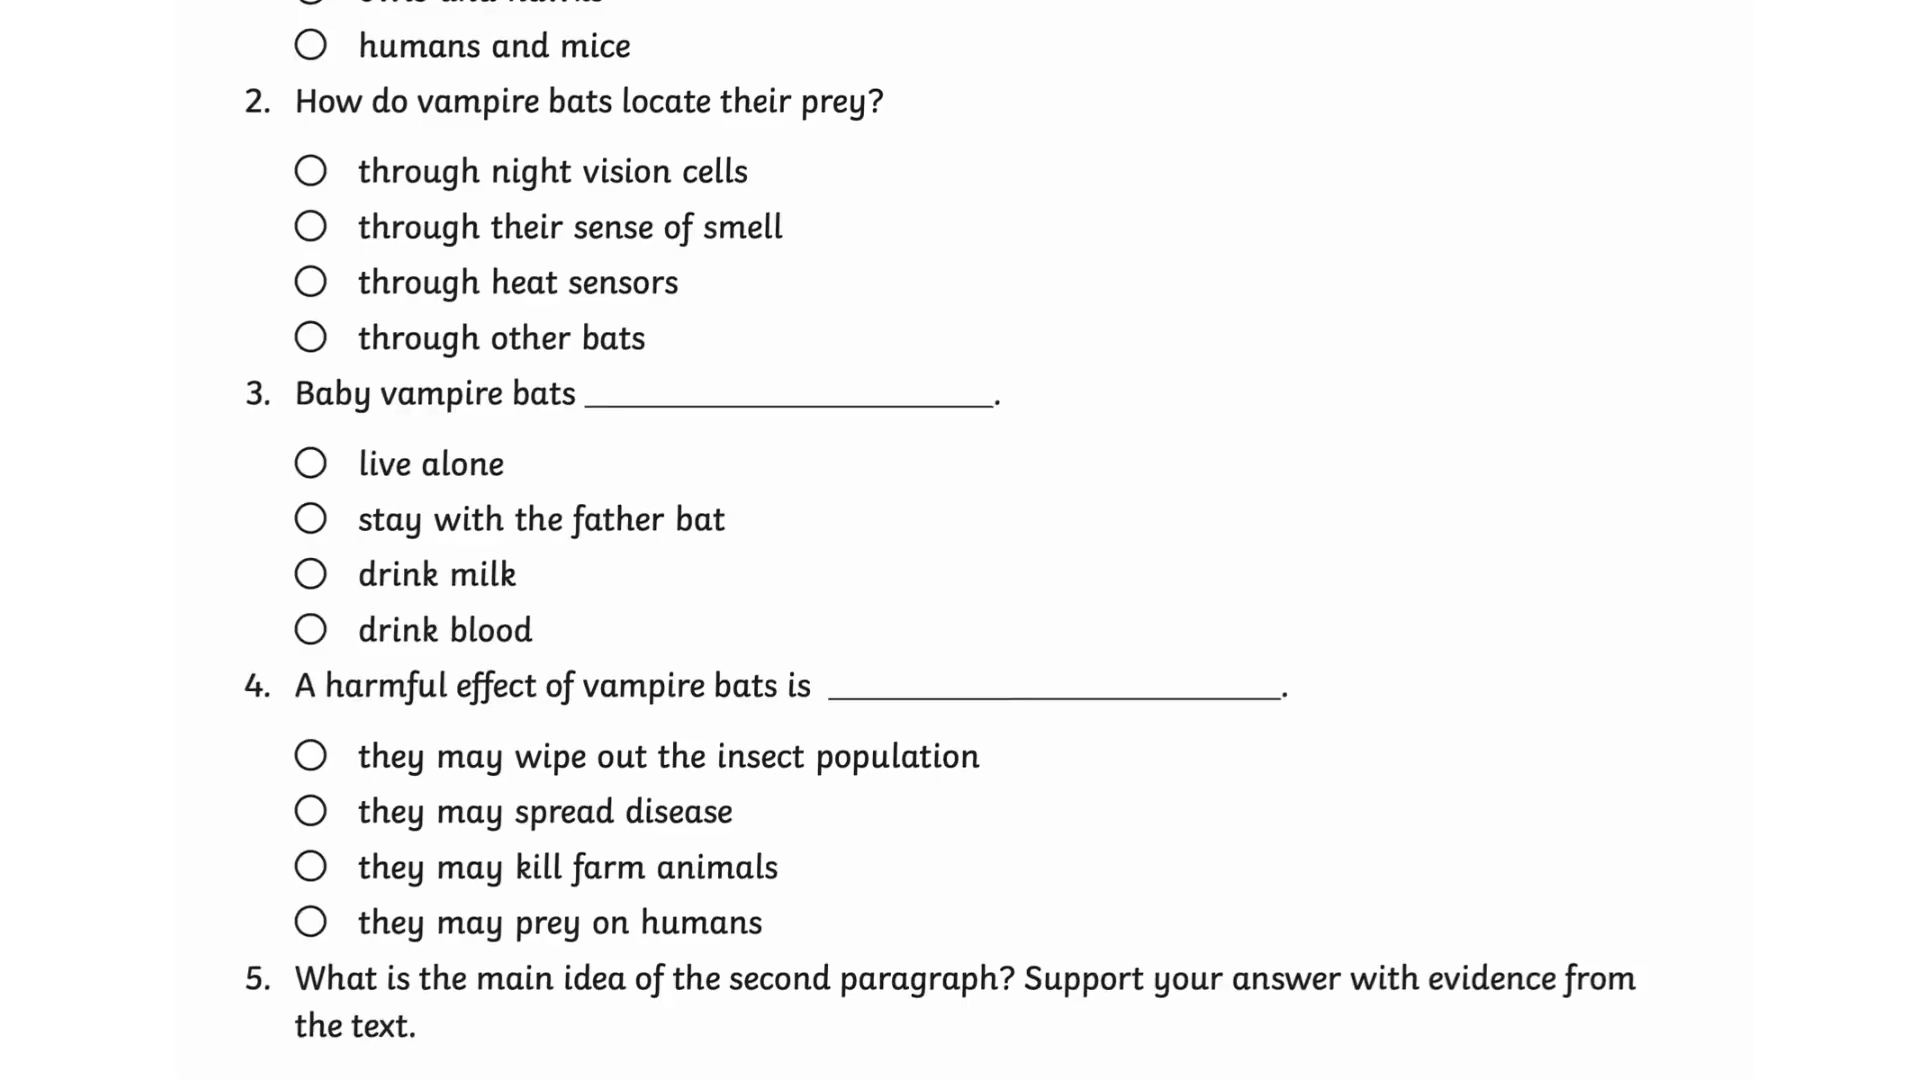 humans and mice
2. How do vampire bats locate their prey?
through night vision cells
through their sense of smell
through heat sensors
through other bats
3. Baby vampire bats ______________________.
live alone
stay with the father bat
drink milk
drink blood
4. A harmful effect of vampire bats is ________________________.
they may wipe out the insect population
they may spread disease
they may kill farm animals
they may prey on humans
5. What is the main idea of the second paragraph? Support your answer with evidence from
the text.